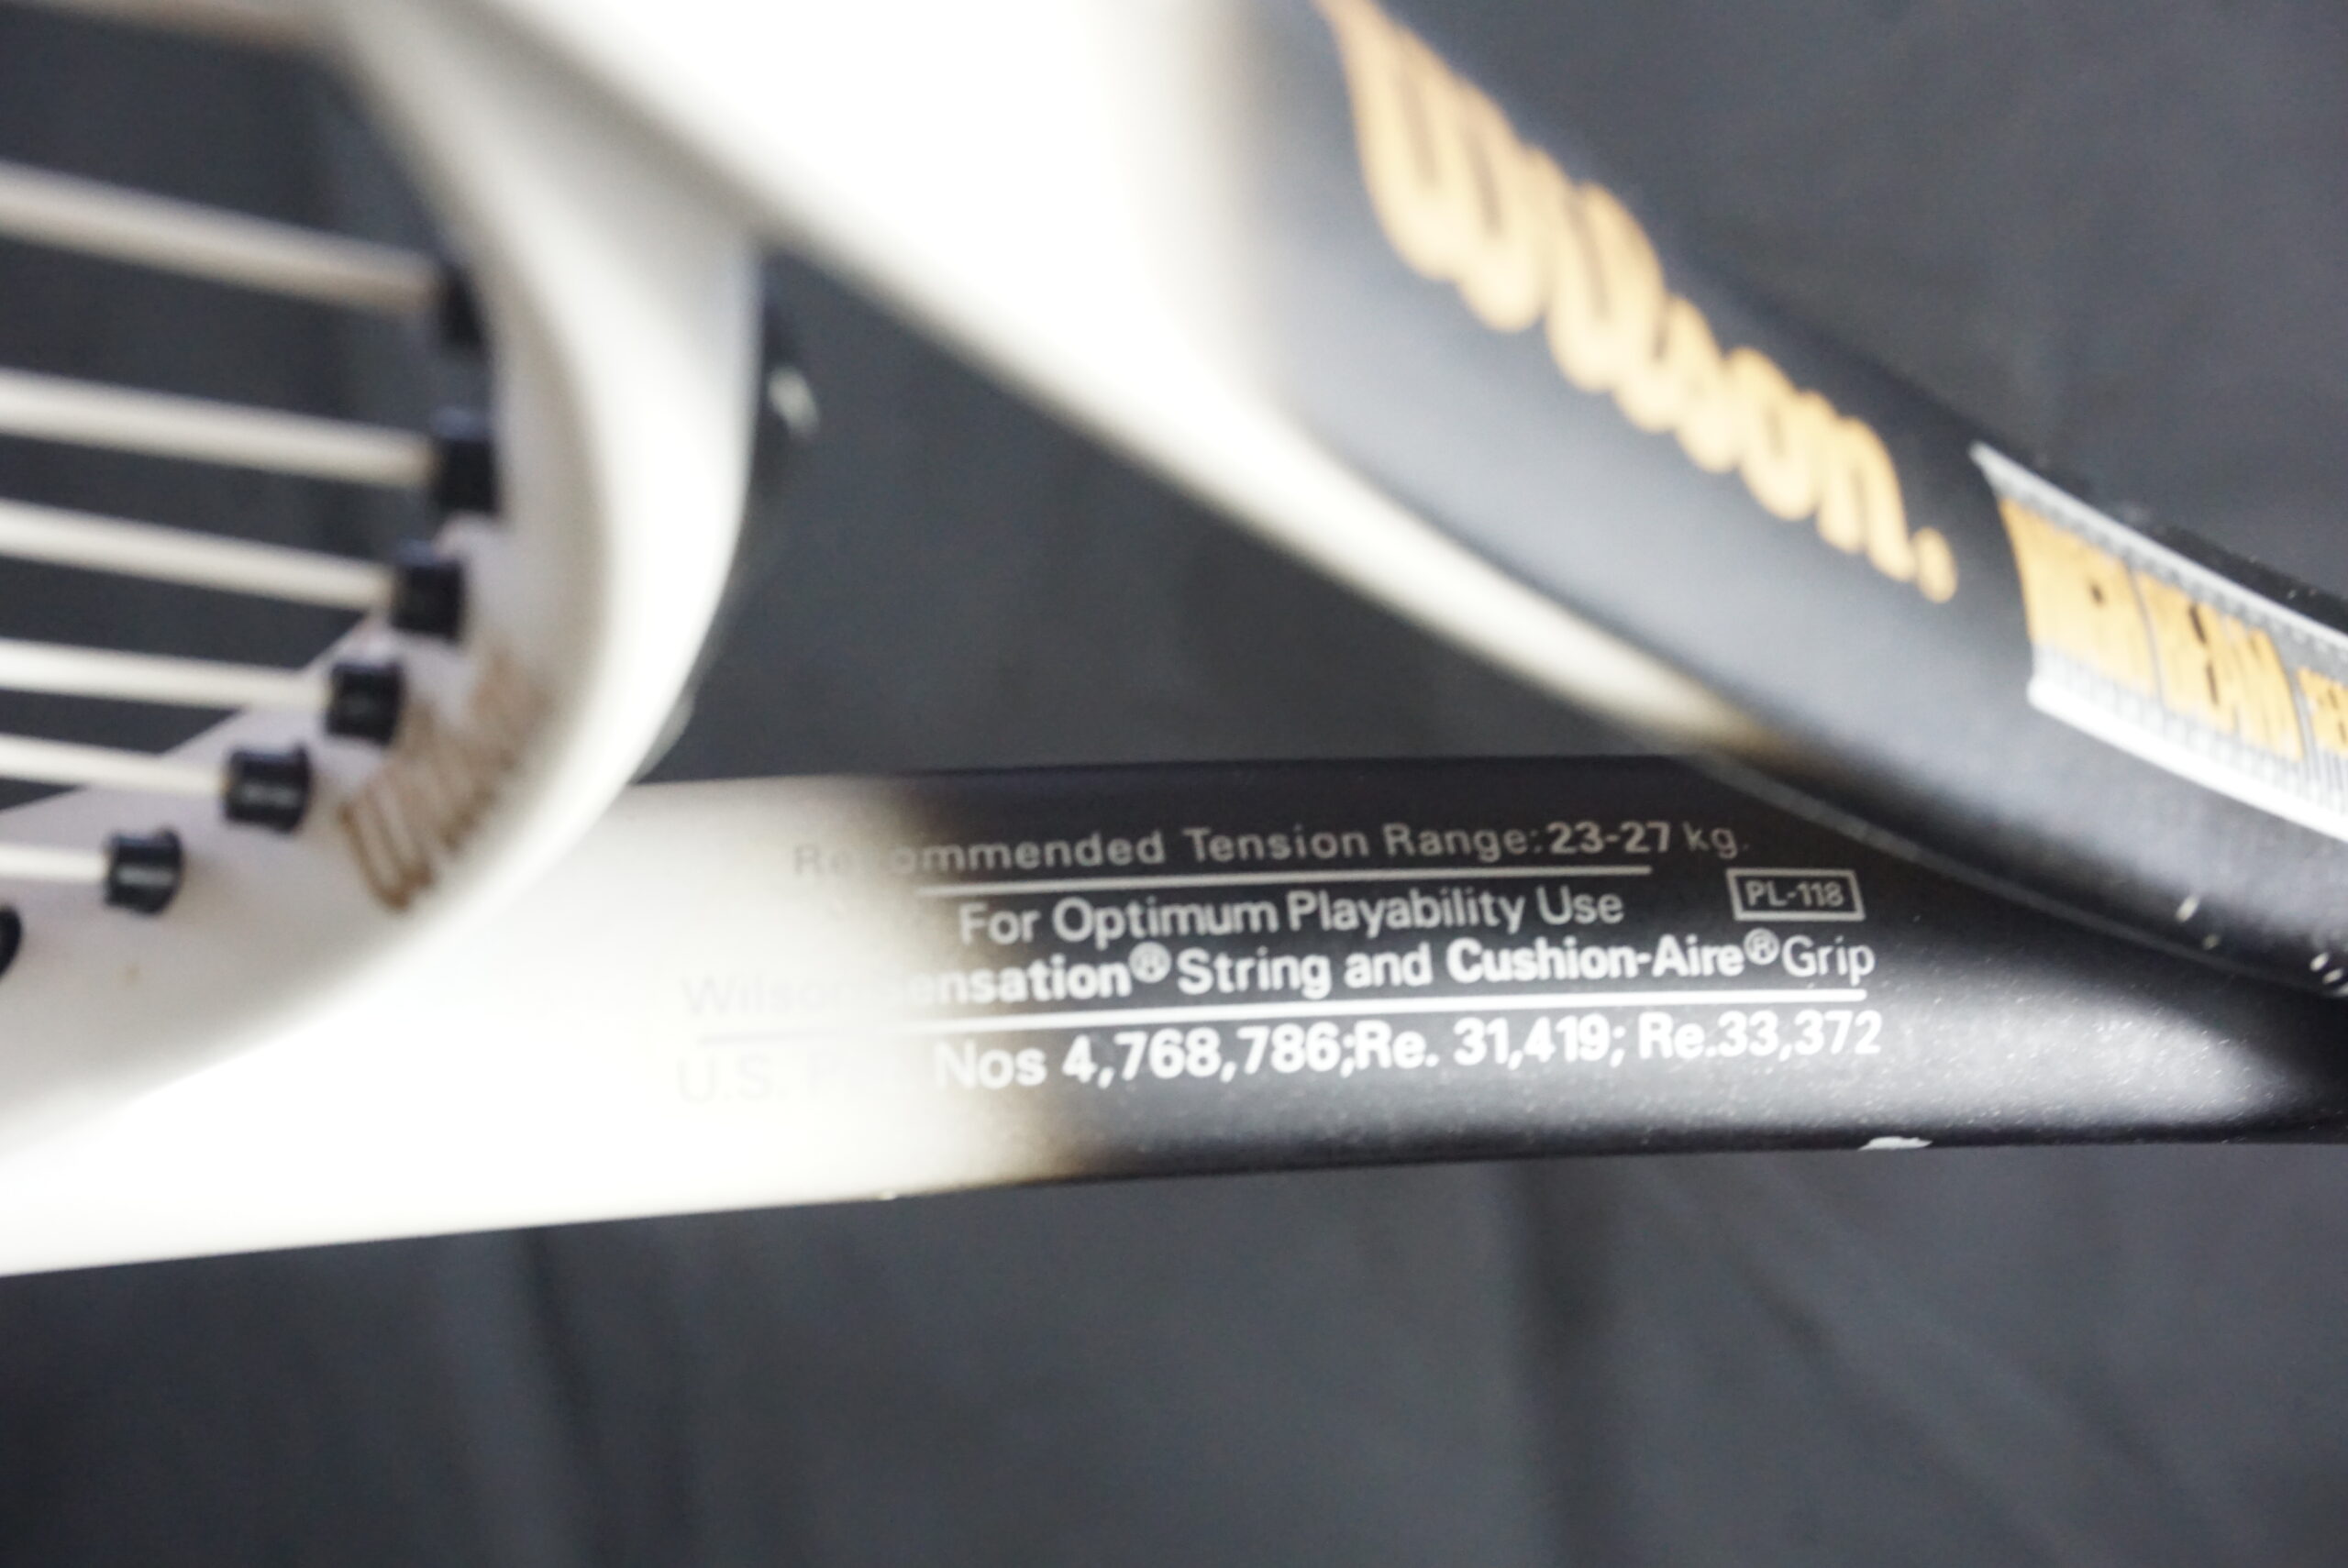 Wilson.
Recommended Tension Range: 23-27 kg.
For Optimum Playability Use
PL-118
Wilson Sensation® String and Cushion-Aire® Grip
U.S. Nos 4,768,786;Re. 31,419; Re.33,372